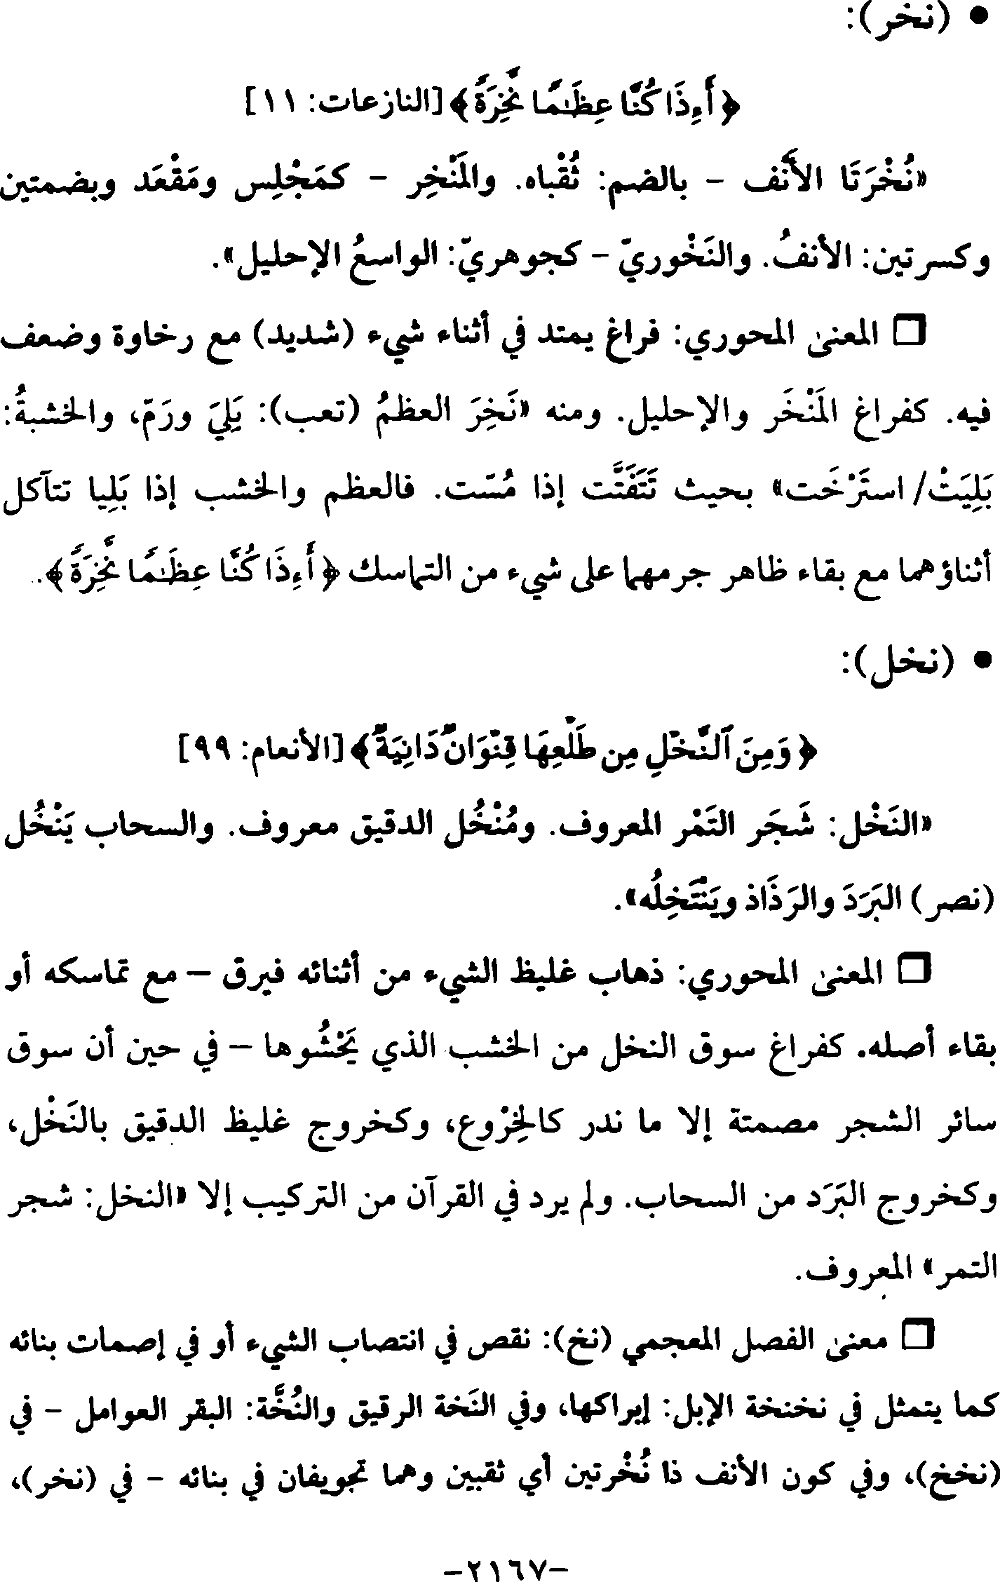 • (نخر):
﴿أَءِذَا كُنَّا عِظَـٰمًا نَّخِرَةً﴾ [النازعات: ١١]
«نُخْرَتَا الأَنْف – بالضم: ثُقْباه. والمَنْخِر – كمَجْلِس ومَقْعَد وبضمتين
وكسرتين: الأنفُ. والنَخْوريّ – كجوهريّ: الواسعُ الإحليل».
□ المعنىٰ المحوري: فراغ يمتد في أثناء شيء (شديد) مع رخاوة وضعف
فيه. كفراغ المَنْخَر والإحليل. ومنه «نَخِرَ العظمُ (تعب): بَلِيَ ورَمّ، والخشبةُ:
بَلِيَتْ/ استَرْخَت» بحيث تَتَفَتَّت إذا مُسّت. فالعظم والخشب إذا بَلِيا تتآكل
أثناؤهما مع بقاء ظاهر جرمهما على شيء من التماسك ﴿أَءِذَا كُنَّا عِظَـٰمًا نَّخِرَةً﴾.
• (نخل):
﴿وَمِنَ ٱلنَّخْلِ مِن طَلْعِهَا قِنْوَانٌ دَانِيَةٌ﴾ [الأنعام: ٩٩]
«النَخْل: شَجَر التَمْر المعروف. ومُنْخُل الدقيق معروف. والسحاب يَنْخُل
(نصر) البَرَدَ والرَذَاذ ويَنْتَخِلُه».
□ المعنىٰ المحوري: ذهاب غليظ الشيء من أثنائه فيرق – مع تماسكه أو
بقاء أصله. كفراغ سوق النخل من الخشب الذي يَحْشُوها – في حين أن سوق
سائر الشجر مصمتة إلا ما ندر كالخِرْوع، وكخروج غليظ الدقيق بالنَخْل،
وكخروج البَرَد من السحاب. ولم يرد في القرآن من التركيب إلا «النخل: شجر
التمر» المعروف.
□ معنىٰ الفصل المعجمي (نخ): نقص في انتصاب الشيء أو في إصمات بنائه
كما يتمثل في نخنخة الإبل: إبراكها، وفي النَخة الرقيق والنُخَّة: البقر العوامل – في
(نخخ)، وفي كون الأنف ذا نُخْرتين أي ثقبين وهما تجويفان في بنائه – في (نخر)،
–٢١٦٧–